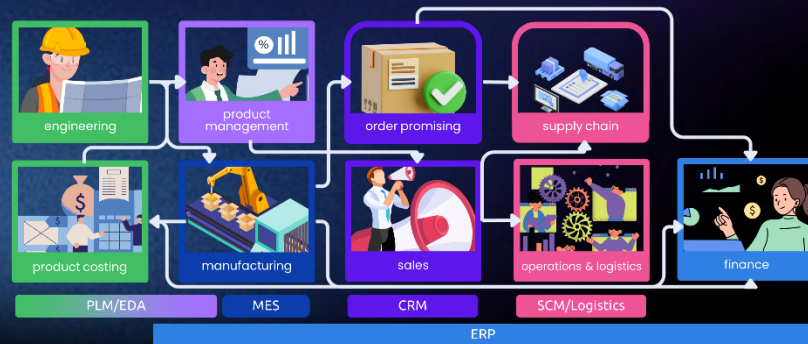 engineering
product
management
order promising
supply chain
product costing
manufacturing
sales
operations & logistics
finance
PLM/EDA
MES
CRM
SCM/Logistics
ERP
%
$
$
$
$